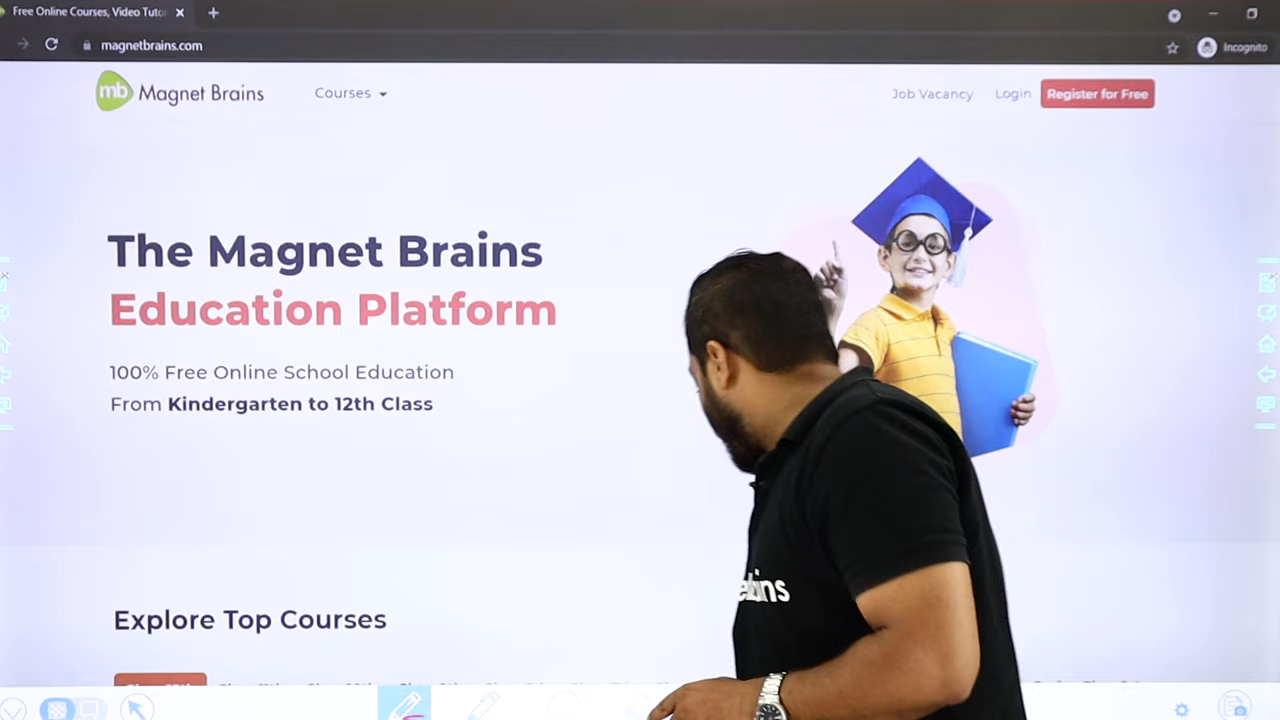 Free Online Courses, Video Tuto
magnetbrains.com
Incognito
mb Magnet Brains
Courses
Job Vacancy
Login
Register for Free
The Magnet Brains
Education Platform
100% Free Online School Education
From Kindergarten to 12th Class
Explore Top Courses